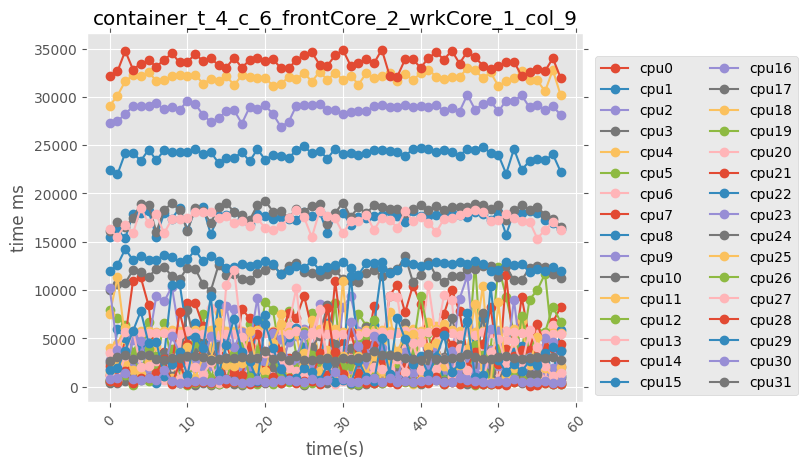 container_t_4_c_6_frontCore_2_wrkCore_1_col_9
35000
30000
25000
20000
15000
10000
5000
0
time ms
0
10
20
30
40
50
60
time(s)
cpu0
cpu1
cpu2
cpu3
cpu4
cpu5
cpu6
cpu7
cpu8
cpu9
cpu10
cpu11
cpu12
cpu13
cpu14
cpu15
cpu16
cpu17
cpu18
cpu19
cpu20
cpu21
cpu22
cpu23
cpu24
cpu25
cpu26
cpu27
cpu28
cpu29
cpu30
cpu31